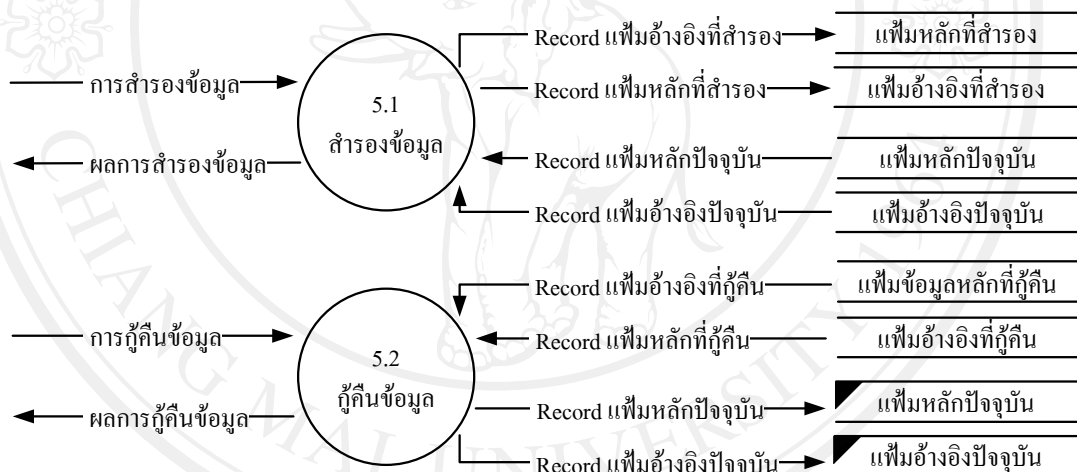 Record แฟ้มอ้างอิงที่สำรอง
แฟ้มหลักที่สำรอง
การสำรองข้อมูล
5.1
สำรองข้อมูล
Record แฟ้มหลักที่สำรอง
แฟ้มอ้างอิงที่สำรอง
ผลการสำรองข้อมูล
Record แฟ้มหลักปัจจุบัน
แฟ้มหลักปัจจุบัน
Record แฟ้มอ้างอิงปัจจุบัน
แฟ้มอ้างอิงปัจจุบัน
Record แฟ้มอ้างอิงที่กู้คืน
แฟ้มข้อมูลหลักที่กู้คืน
การกู้คืนข้อมูล
5.2
กู้คืนข้อมูล
Record แฟ้มหลักที่กู้คืน
แฟ้มอ้างอิงที่กู้คืน
ผลการกู้คืนข้อมูล
Record แฟ้มหลักปัจจุบัน
แฟ้มหลักปัจจุบัน
Record แฟ้มอ้างอิงปัจจุบัน
แฟ้มอ้างอิงปัจจุบัน
CHIANG MAI UNIVERSITY 1964